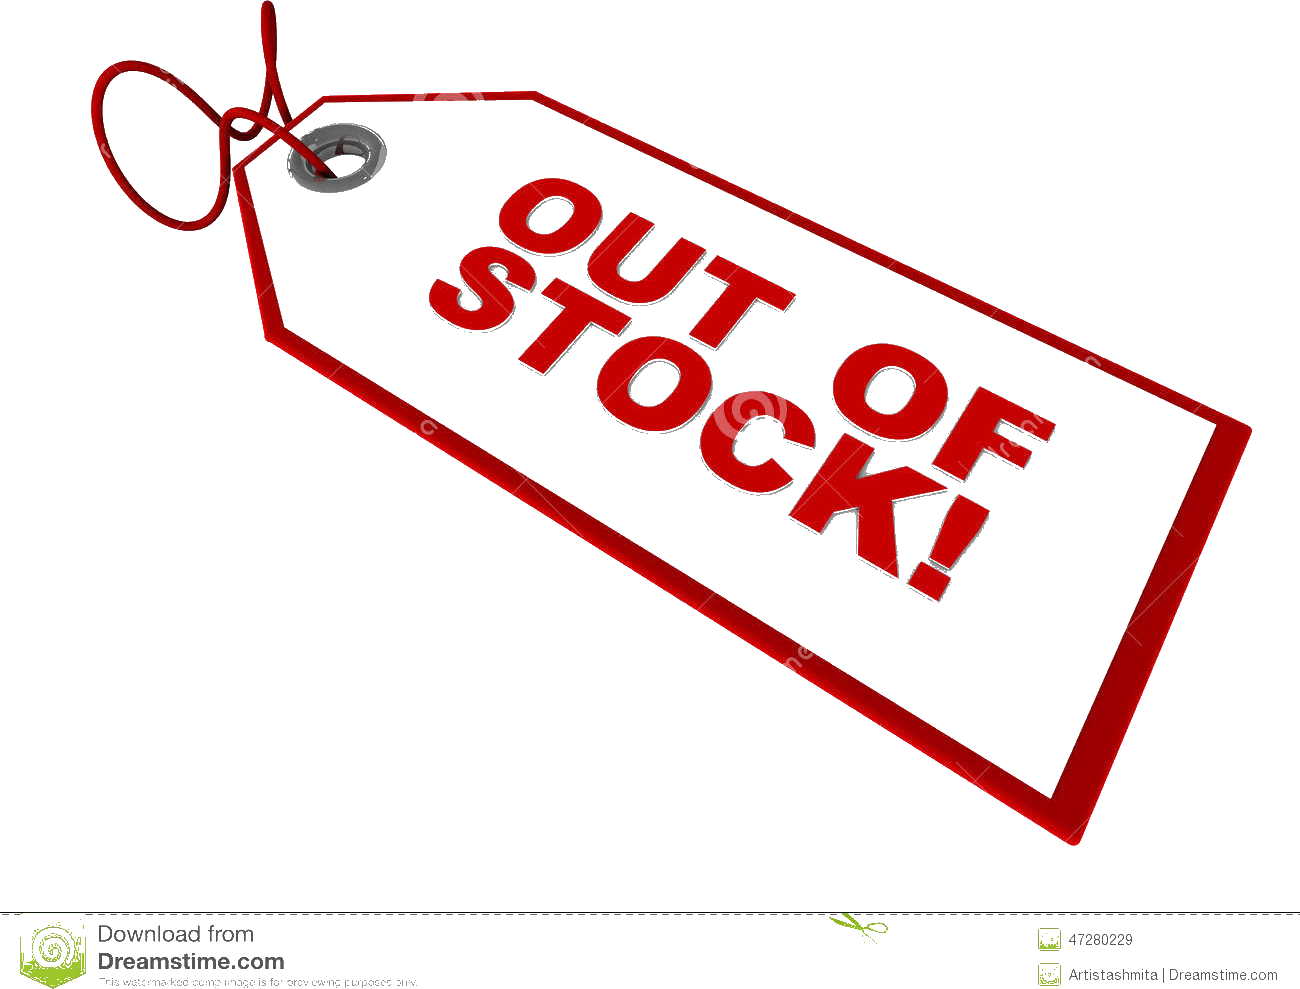 OUT OF
STOCK!
Download from
Dreamstime.com
This watermarked comp image is for previewing purposes only.
47280229
Artistashmita | Dreamstime.com